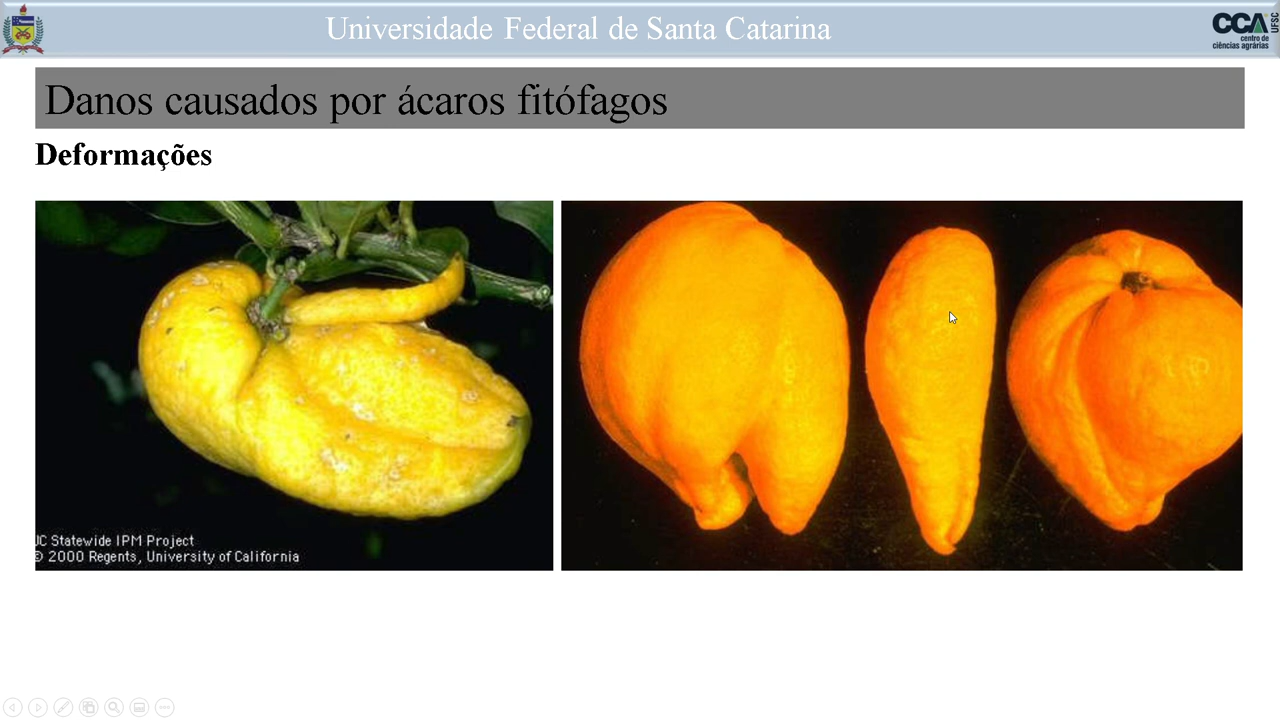 Universidade Federal de Santa Catarina
CCA
UFSC
centro de
ciências agrárias
Danos causados por ácaros fitófagos
Deformações
UC Statewide IPM Project
© 2000 Regents, University of California